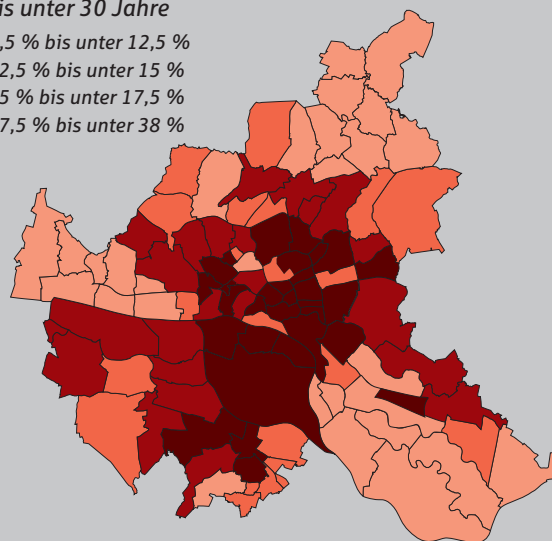 is unter 30 Jahre
,5 % bis unter 12,5 %
2,5 % bis unter 15 %
5 % bis unter 17,5 %
7,5 % bis unter 38 %